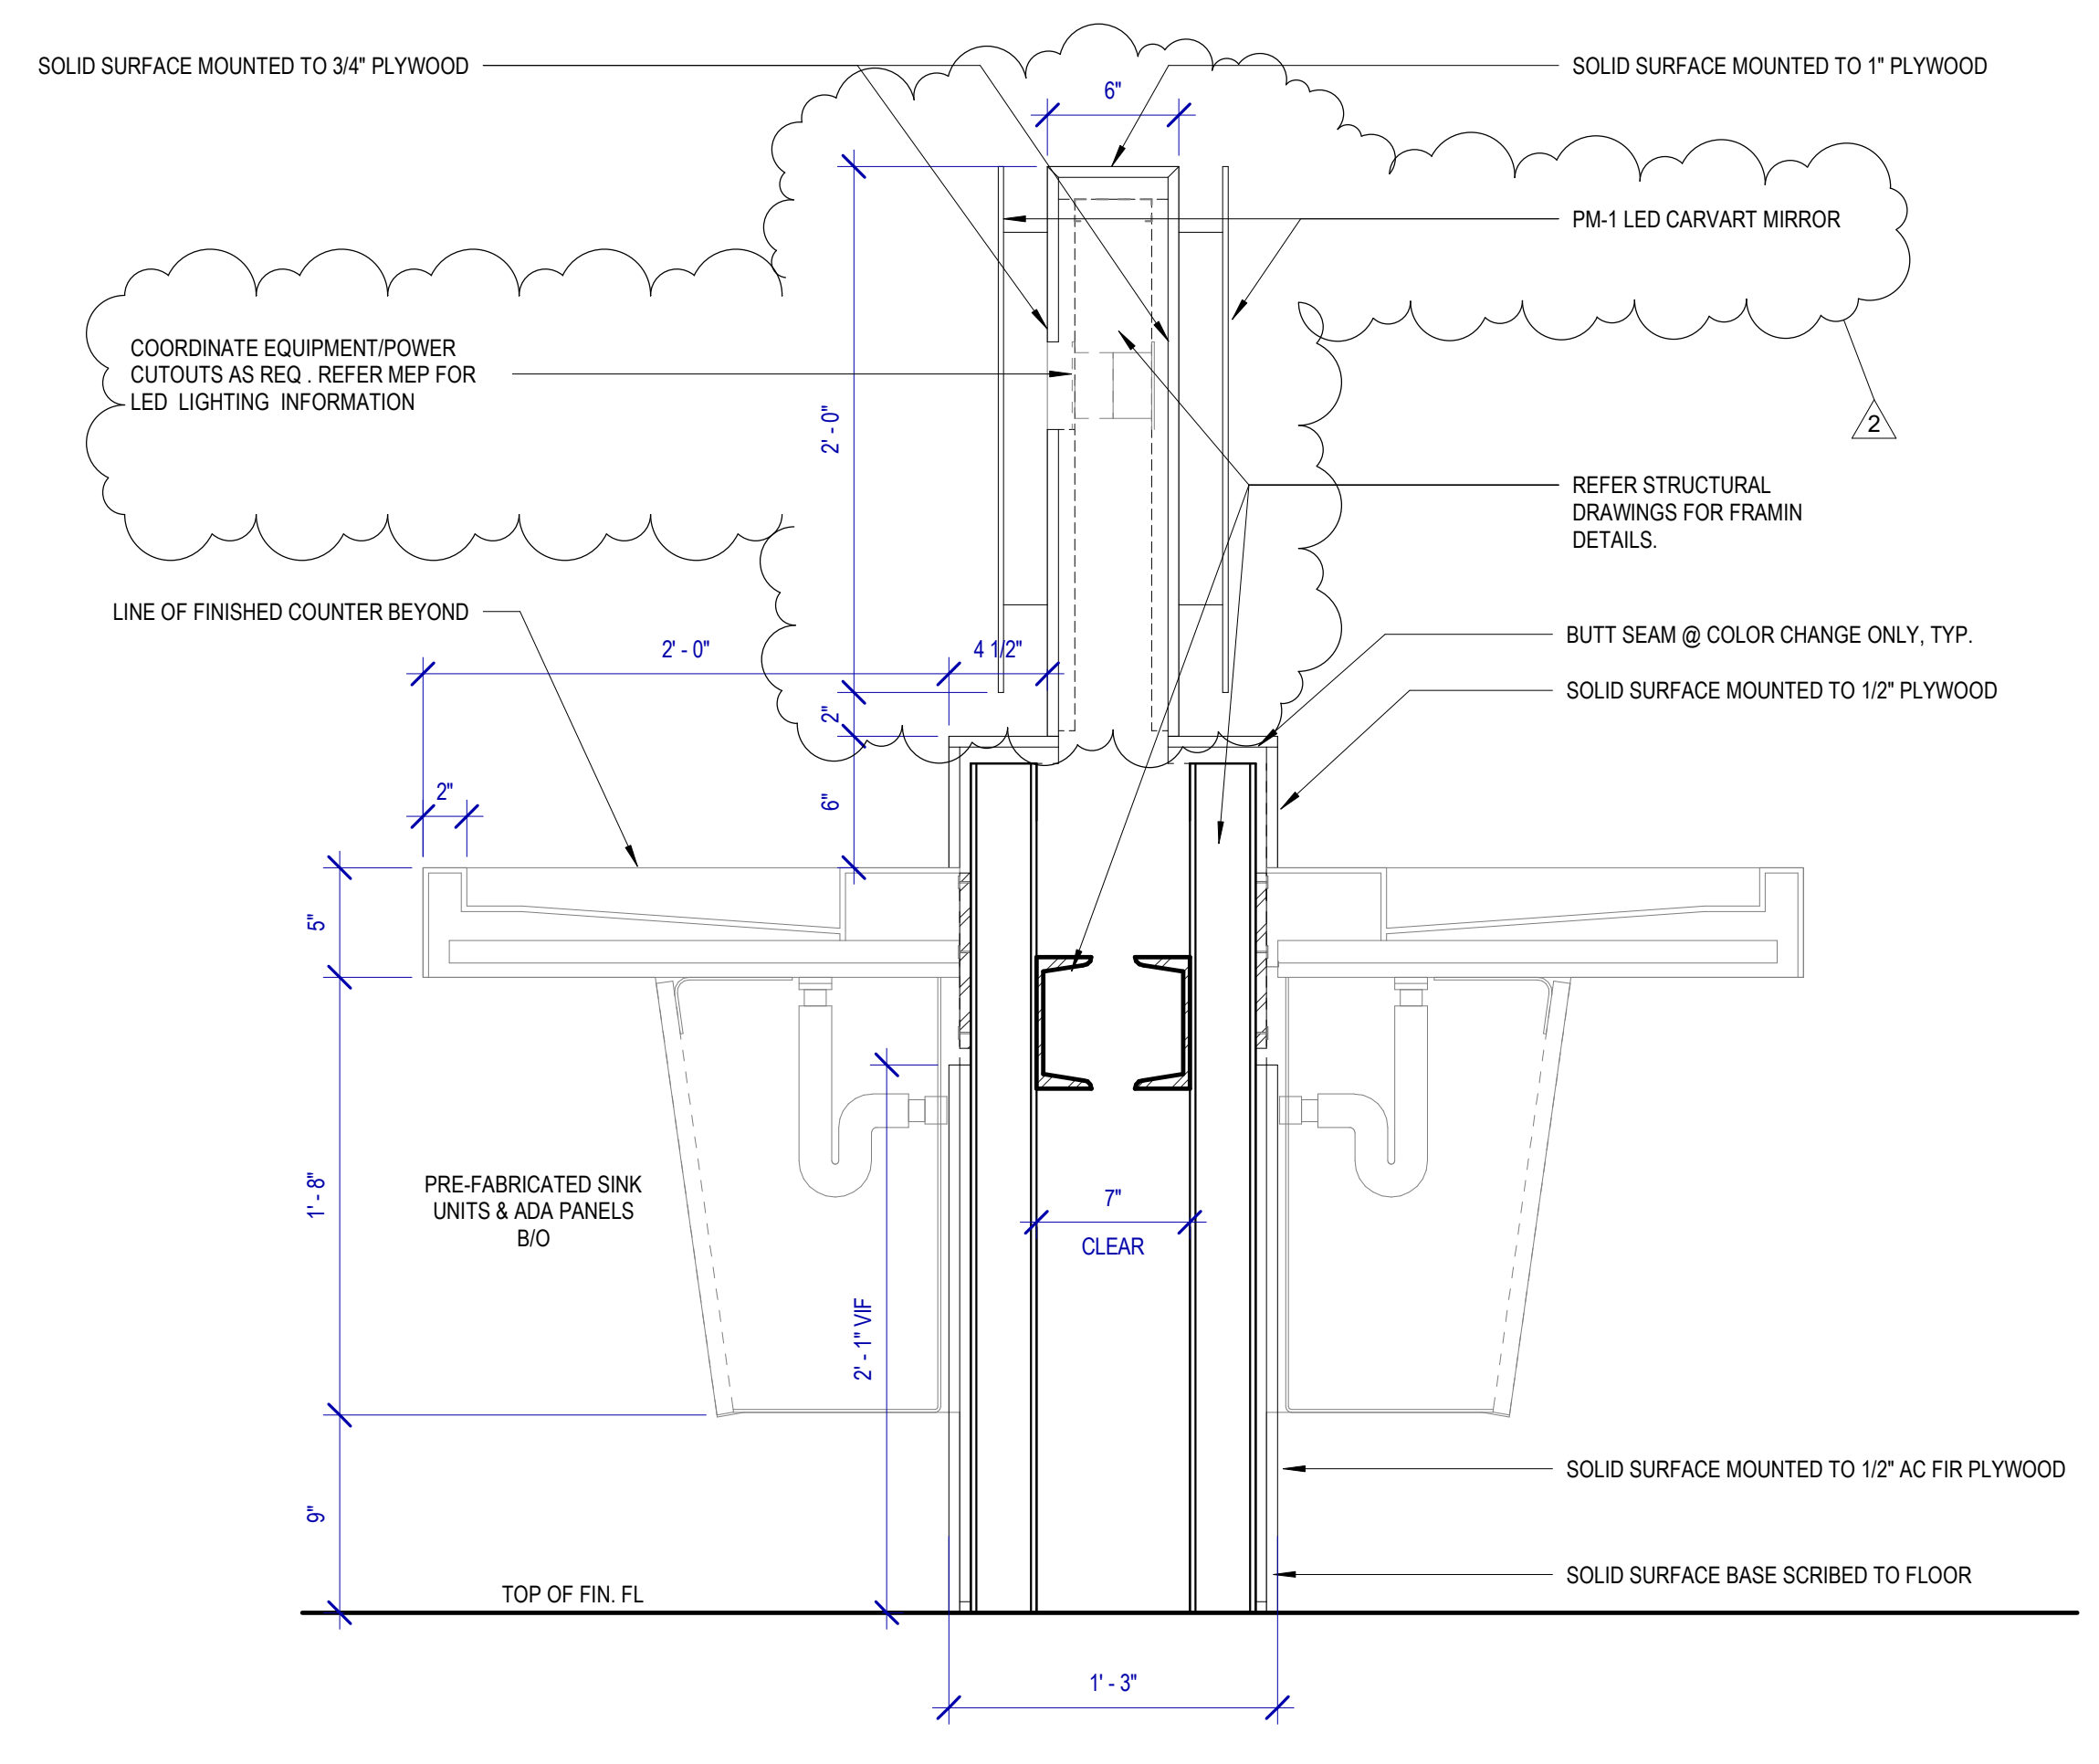 SOLID SURFACE MOUNTED TO 3/4" PLYWOOD
SOLID SURFACE MOUNTED TO 1" PLYWOOD
6"
PM-1 LED CARVART MIRROR
COORDINATE EQUIPMENT/POWER
CUTOUTS AS REQ . REFER MEP FOR
LED LIGHTING INFORMATION
2' - 0"
2
REFER STRUCTURAL
DRAWINGS FOR FRAMIN
DETAILS.
LINE OF FINISHED COUNTER BEYOND
2' - 0"
4 1/2"
BUTT SEAM @ COLOR CHANGE ONLY, TYP.
SOLID SURFACE MOUNTED TO 1/2" PLYWOOD
2"
2"
6"
5"
1' - 8"
PRE-FABRICATED SINK
UNITS & ADA PANELS
B/O
7"
CLEAR
2' - 1" VIF
SOLID SURFACE MOUNTED TO 1/2" AC FIR PLYWOOD
9"
SOLID SURFACE BASE SCRIBED TO FLOOR
TOP OF FIN. FL
1' - 3"